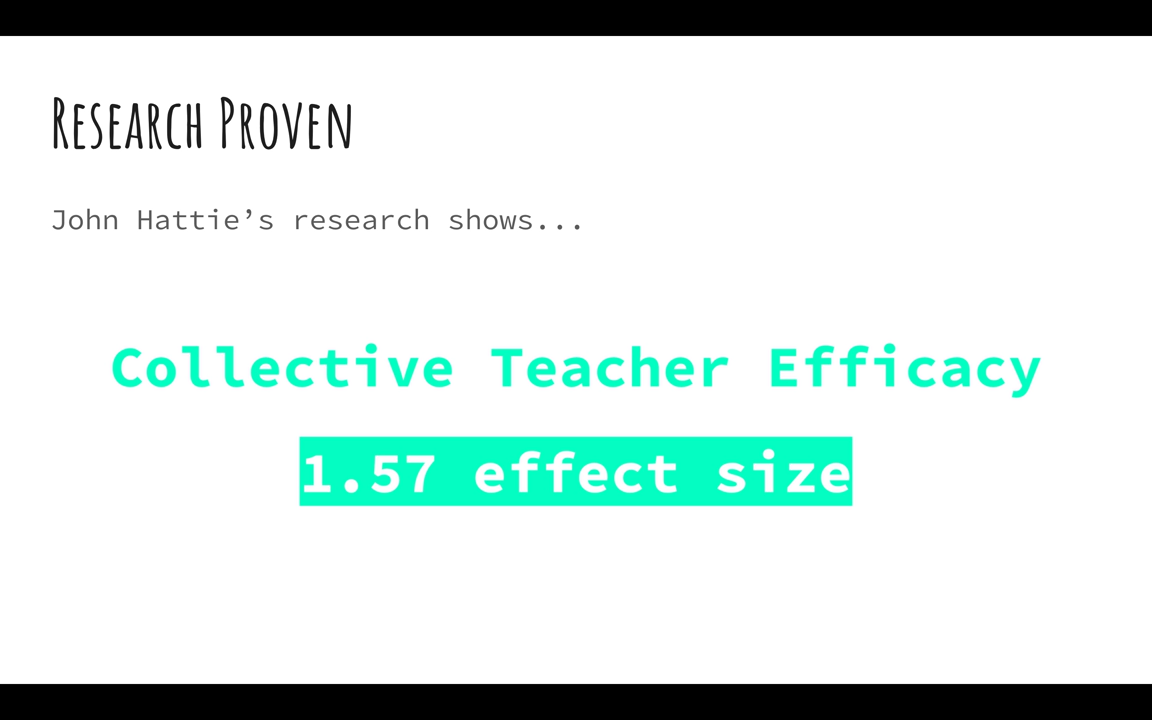 Research Proven
John Hattie’s research shows...
Collective Teacher Efficacy
1.57 effect size